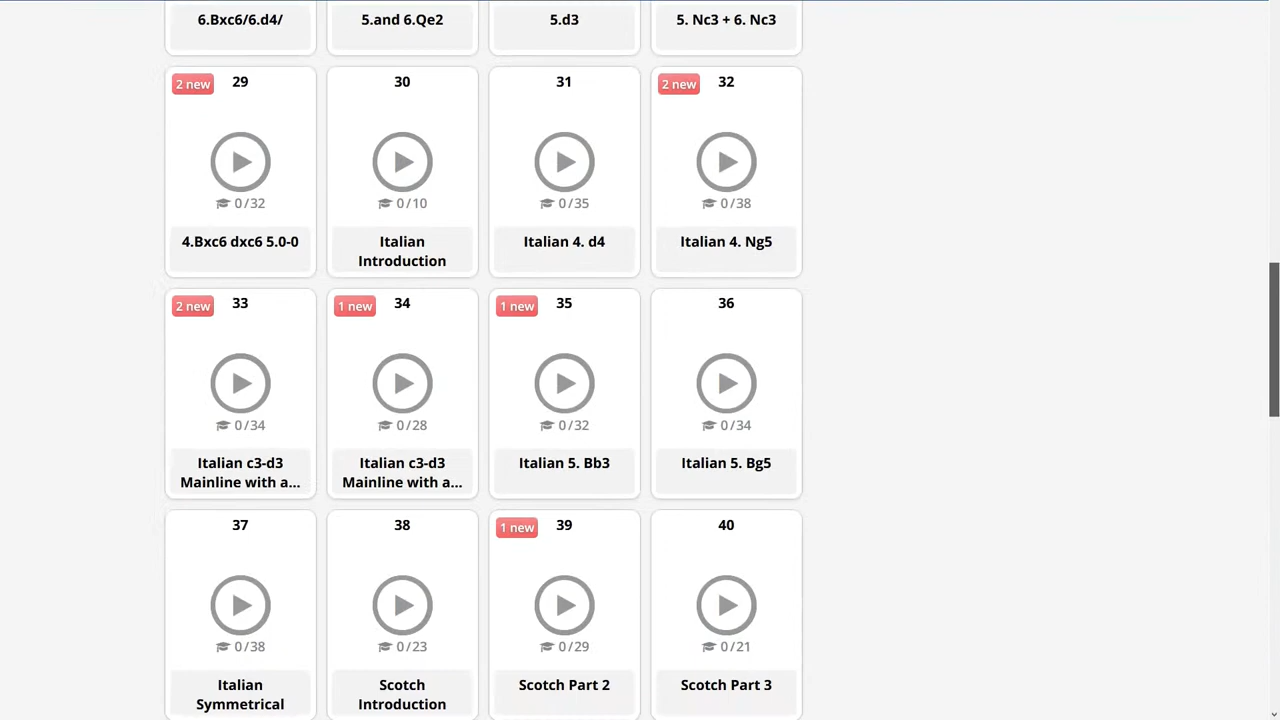 6.Bxc6/6.d4/
5.and 6.Qe2
5.d3
5. Nc3 + 6. Nc3
2 new
29
0/32
4.Bxc6 dxc6 5.0-0
30
0/10
Italian
Introduction
31
0/35
Italian 4. d4
2 new
32
0/38
Italian 4. Ng5
2 new
33
0/34
Italian c3-d3
Mainline with a...
1 new
34
0/28
Italian c3-d3
Mainline with a...
1 new
35
0/32
Italian 5. Bb3
36
0/34
Italian 5. Bg5
37
0/38
Italian
Symmetrical
38
0/23
Scotch
Introduction
1 new
39
0/29
Scotch Part 2
40
0/21
Scotch Part 3